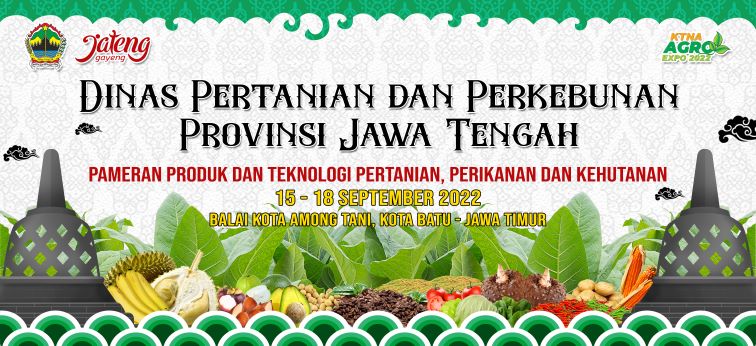 Jateng
gayeng
KTNA
AGRO
EXPO 2022
DINAS PERTANIAN DAN PERKEBUNAN
PROVINSI JAWA TENGAH
PAMERAN PRODUK DAN TEKNOLOGI PERTANIAN, PERIKANAN DAN KEHUTANAN
15 - 18 SEPTEMBER 2022
BALAI KOTA AMONG TANI, KOTA BATU - JAWA TIMUR